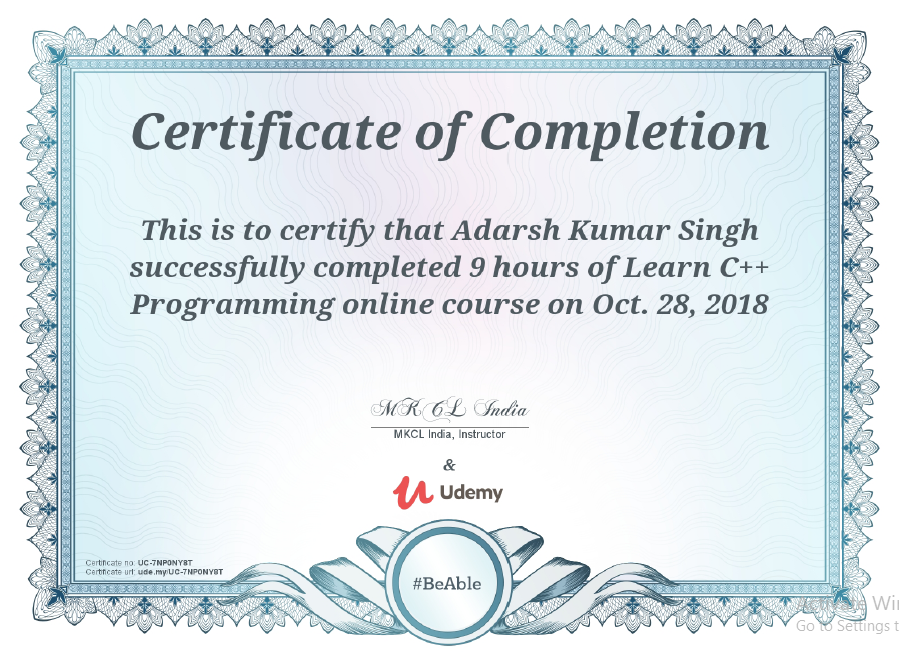 Certificate of Completion
This is to certify that Adarsh Kumar Singh
successfully completed 9 hours of Learn C++
Programming online course on Oct. 28, 2018
MKCL India
MKCL India, Instructor
&
Udemy
#BeAble
Certificate no: UC-7NP0NY8T
Certificate url: ude.my/UC-7NP0NY8T
Activate Win
Go to Settings t